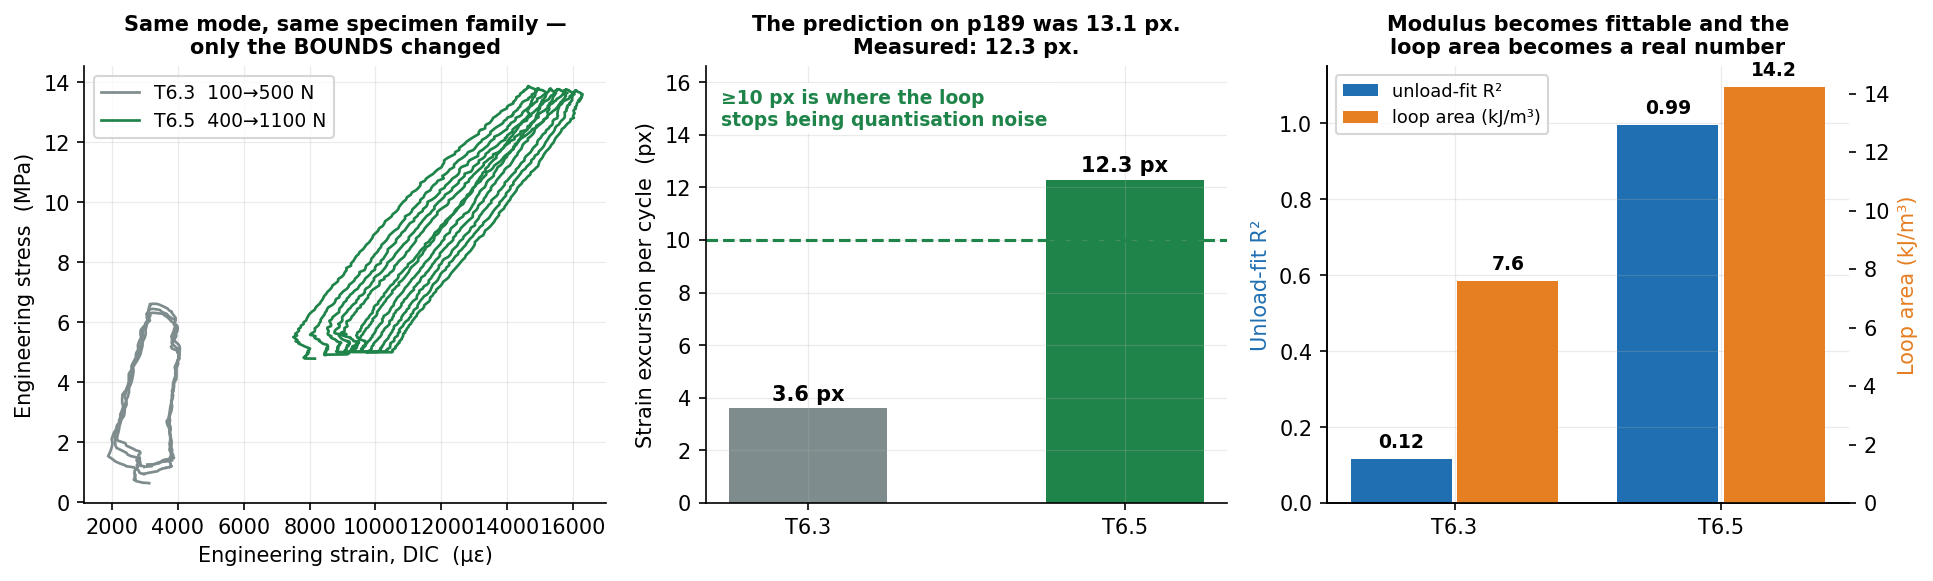 Same mode, same specimen family —
only the BOUNDS changed
T6.3  100→500 N
T6.5  400→1100 N
Engineering stress  (MPa)
14
12
10
8
6
4
2
0
2000 4000 6000 8000 10000 12000 14000 16000
Engineering strain, DIC  (µε)
The prediction on p189 was 13.1 px.
Measured: 12.3 px.
≥10 px is where the loop
stops being quantisation noise
Strain excursion per cycle  (px)
16
14
12
10
8
6
4
2
0
3.6 px
12.3 px
T6.3 T6.5
Modulus becomes fittable and the
loop area becomes a real number
unload-fit R²
loop area (kJ/m³)
Unload-fit R²
1.0
0.8
0.6
0.4
0.2
0.0
0.12
7.6
0.99
14.2
T6.3 T6.5
14
12
10
8
6
4
2
0
Loop area (kJ/m³)